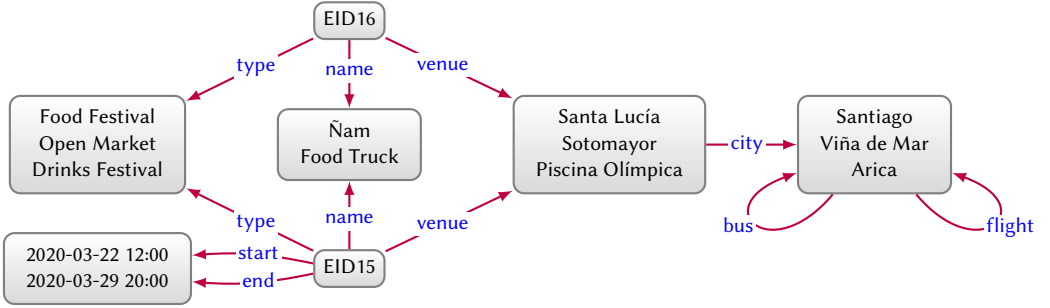 EID16
type
name
venue
Food Festival
Open Market
Drinks Festival
Ñam
Food Truck
Santa Lucía
Sotomayor
Piscina Olímpica
city
Santiago
Viña de Mar
Arica
type
name
venue
bus
flight
2020-03-22 12:00
2020-03-29 20:00
start
end
EID15